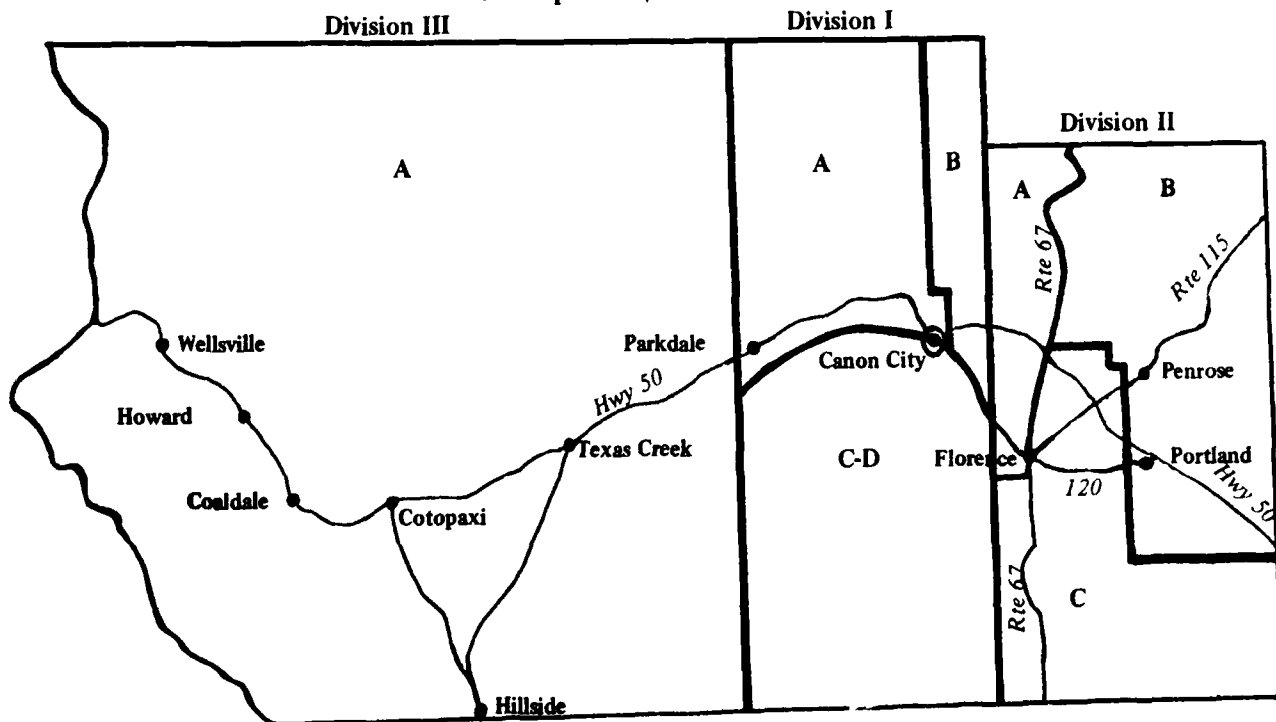 Division III
Division I
Division II
A
A
B
A
B
Rte 67
Rte 115
Wellsville
Parkdale
Canon City
Hwy 50
Penrose
Howard
Texas Creek
C-D
Florence
Portland
Coaldale
Cotopaxi
120
Hwy 50
Rte 67
C
Hillside